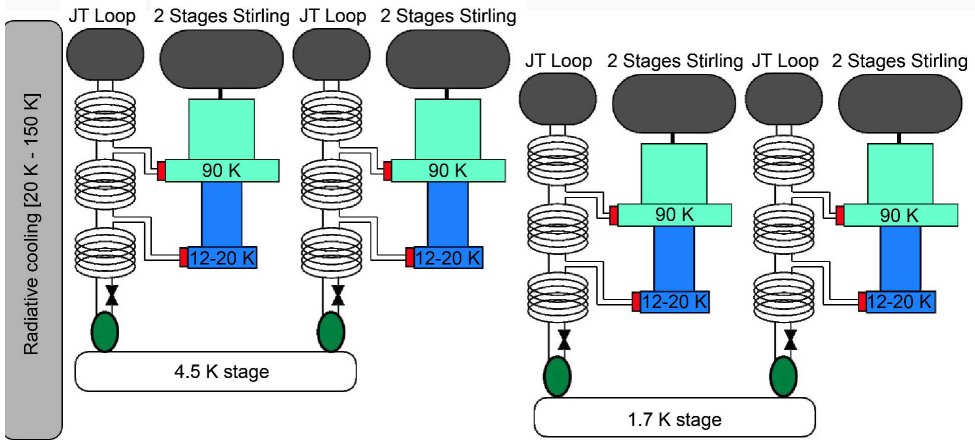 JT Loop 2 Stages Stirling JT Loop 2 Stages Stirling
JT Loop 2 Stages Stirling JT Loop 2 Stages Stirling
Radiative cooling [20 K - 150 K]
90 K
90 K
90 K
90 K
12-20 K
12-20 K
12-20 K
12-20 K
4.5 K stage
1.7 K stage